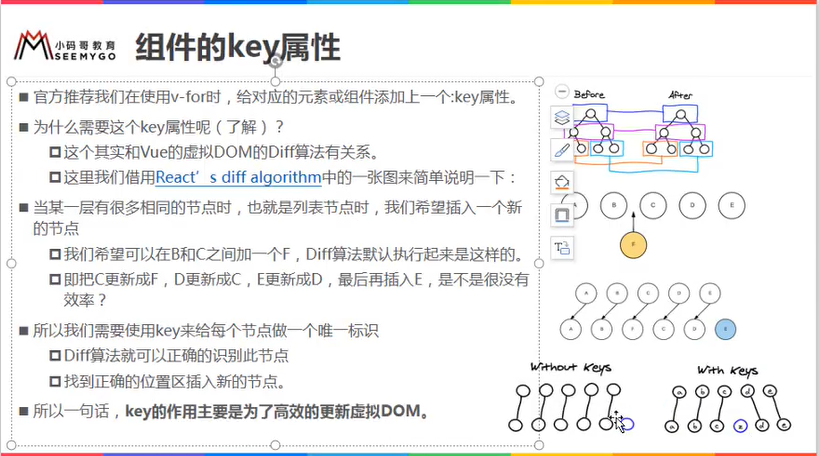 小码哥教育
SEEMYGO
组件的key属性
官方推荐我们在使用v-for时，给对应的元素或组件添加上一个:key属性。
为什么需要这个key属性呢（了解）？
这个其实和Vue的虚拟DOM的Diff算法有关系。
这里我们借用React's diff algorithm中的一张图来简单说明一下：
当某一层有很多相同的节点时，也就是列表节点时，我们希望插入一个新
的节点
我们希望可以在B和C之间加一个F，Diff算法默认执行起来是这样的。
即把C更新成F，D更新成C，E更新成D，最后再插入E，是不是很没有
效率？
所以我们需要使用key来给每个节点做一个唯一标识
Diff算法就可以正确的识别此节点
找到正确的位置区插入新的节点。
所以一句话，key的作用主要是为了高效的更新虚拟DOM。
Before After
A B C D E
F
A B C D E
A B F C D E
Without Keys With Keys
a b c d e
a b c x d e